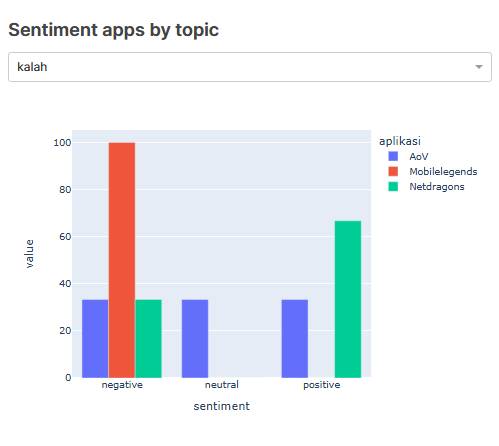 Sentiment apps by topic
kalah
aplikasi
AoV
Mobilelegends
Netdragons
100
80
60
40
20
0
value
negative neutral positive
sentiment